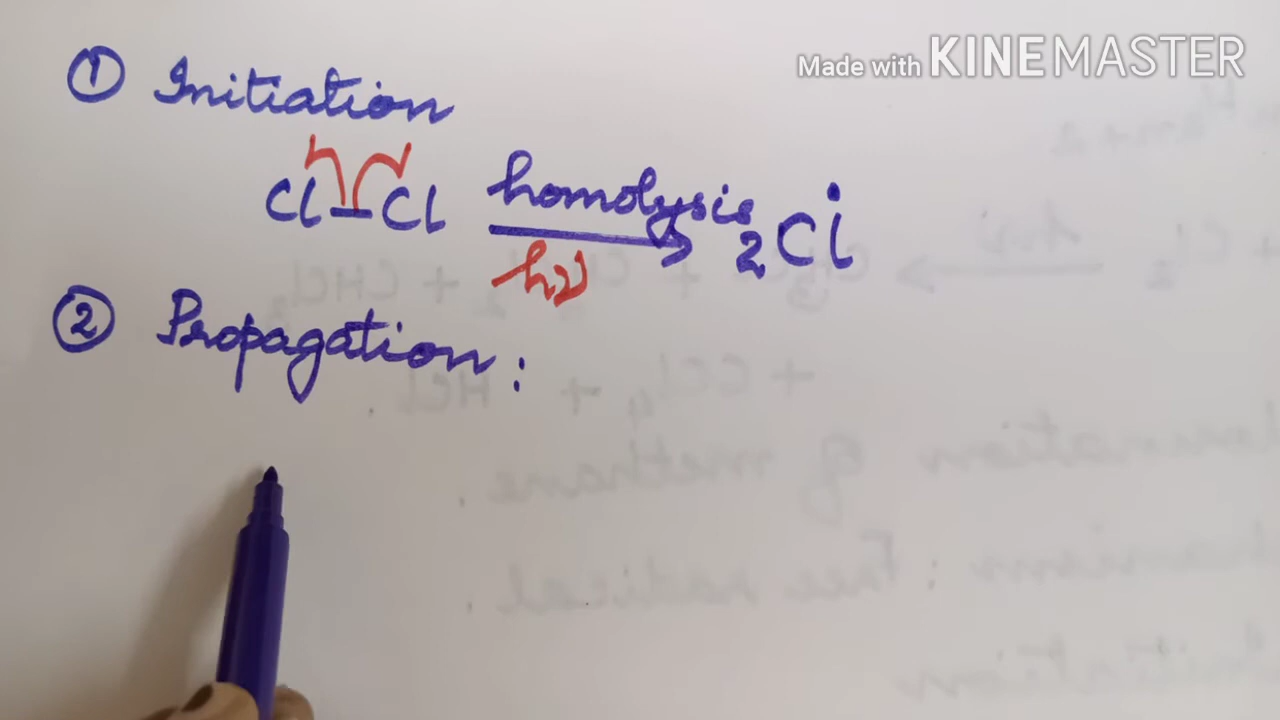 Made with KINEMASTER
① Initiation
Cl–Cl homolysis 2Cl̇
hν
② Propagation: